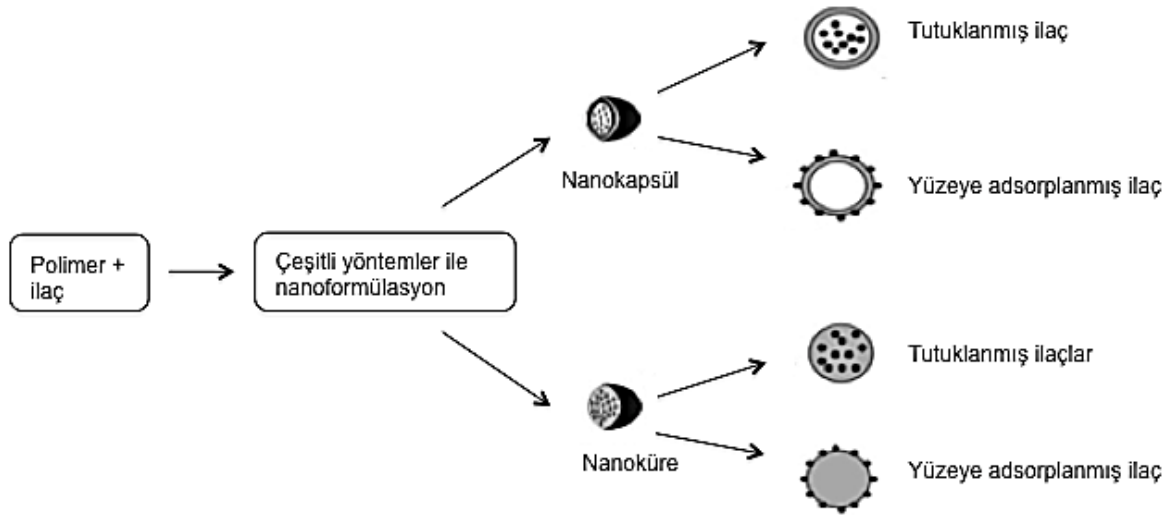 Polimer +
ilaç
Çeşitli yöntemler ile
nanoformülasyon
Nanokapsül
Tutuklanmış ilaç
Yüzeye adsorplanmış ilaç
Nanoküre
Tutuklanmış ilaçlar
Yüzeye adsorplanmış ilaç